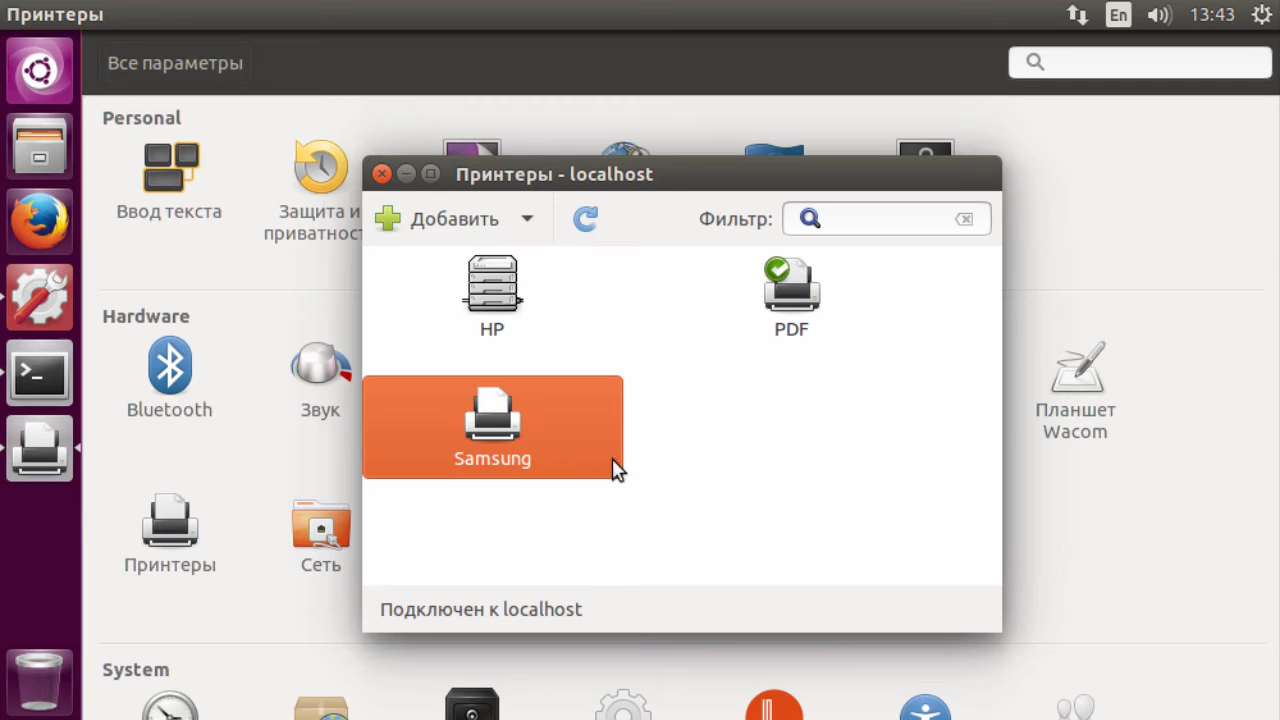 Принтеры
En
13:43
Все параметры
Personal
Ввод текста
Защита и
приватност
Принтеры - localhost
Добавить
Фильтр:
HP
PDF
Samsung
Подключен к localhost
Hardware
Bluetooth
Звук
Планшет
Wacom
Принтеры
Сеть
System